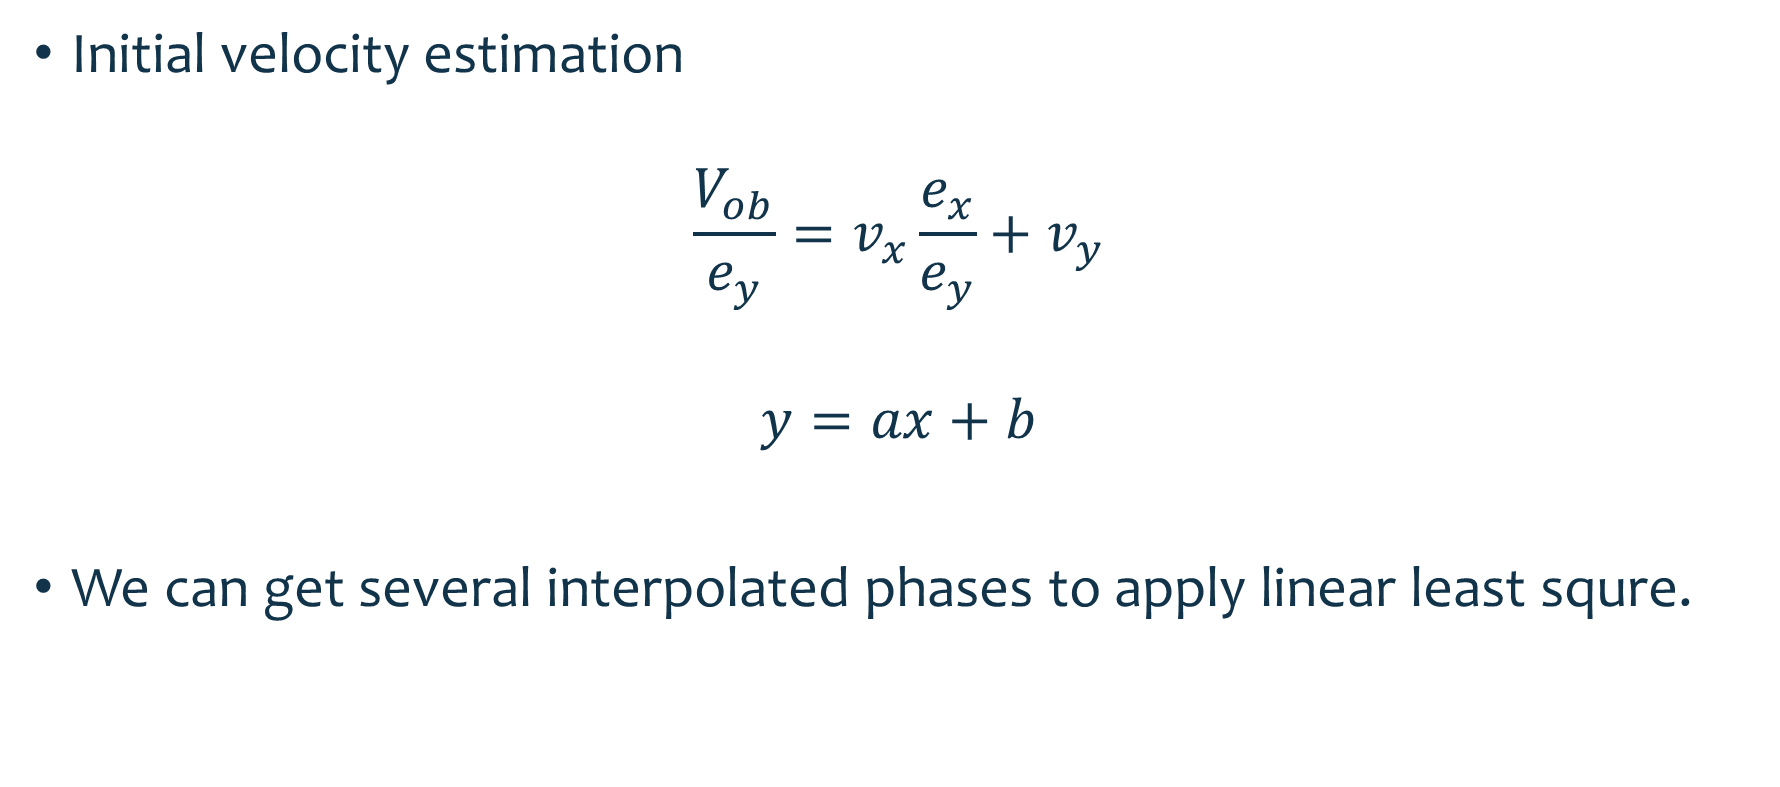 • Initial velocity estimation
V_ob/e_y = v_x e_x/e_y + v_y
y = ax + b
• We can get several interpolated phases to apply linear least squre.